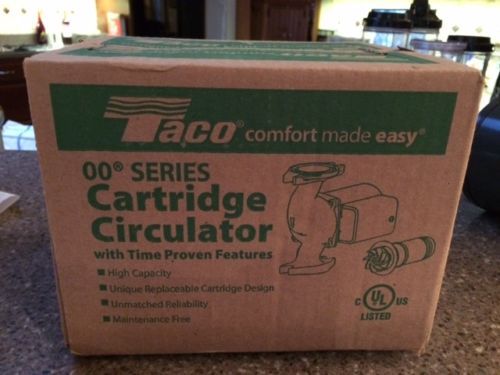 Taco® comfort made easy®
00® SERIES
Cartridge
Circulator
with Time Proven Features
■ High Capacity
■ Unique Replaceable Cartridge Design
■ Unmatched Reliability
■ Maintenance Free
C UL® US
LISTED